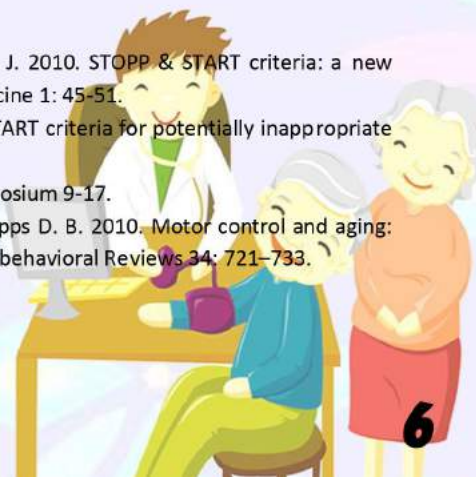 J. 2010. STOPP & START criteria: a new
cine 1: 45-51.
TART criteria for potentially inappropriate
osium 9-17.
pps D. B. 2010. Motor control and aging:
behavioral Reviews 34: 721–733.
6